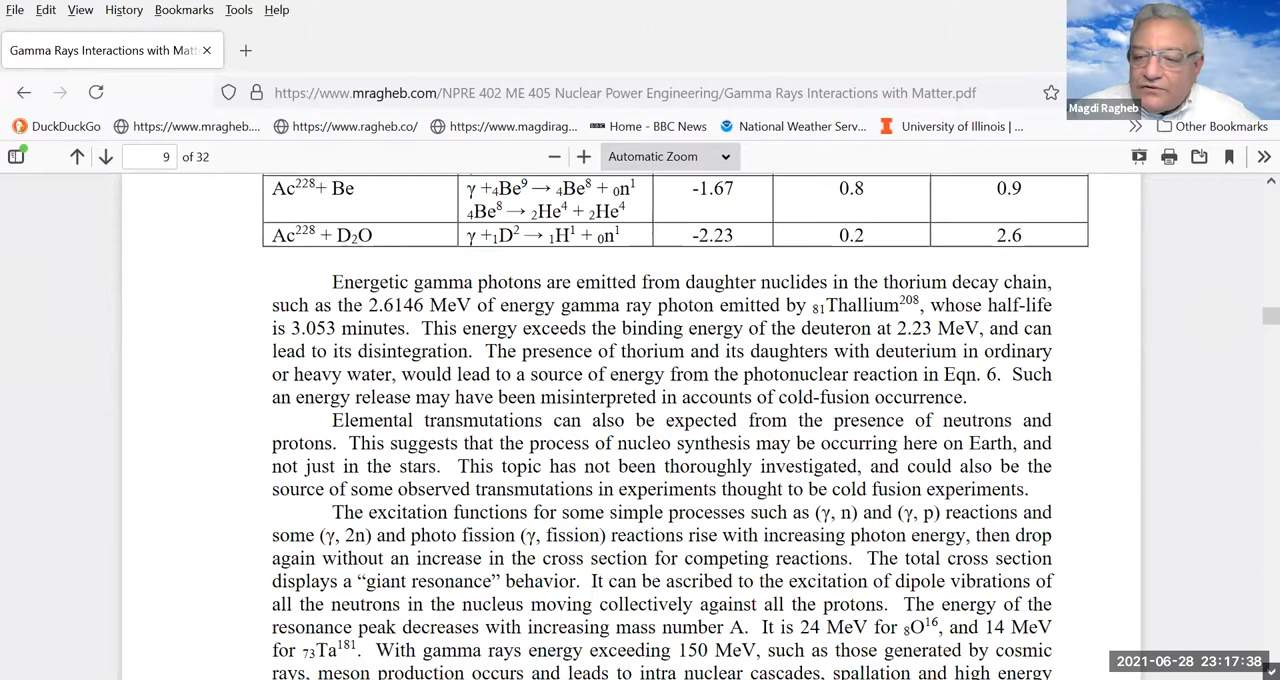 File Edit View History Bookmarks Tools Help
Gamma Rays Interactions with Matt
https://www.mragheb.com/NPRE 402 ME 405 Nuclear Power Engineering/Gamma Rays Interactions with Matter.pdf
Magdi Ragheb
DuckDuckGo https://www.mragheb.... https://www.ragheb.co/ https://www.magdirag... BBC Home - BBC News National Weather Serv... University of Illinois |... Other Bookmarks
9 of 32 Automatic Zoom
Ac²²⁸+ Be γ +₄Be⁹ → ₄Be⁸ + ₀n¹ -1.67 0.8 0.9
₄Be⁸ → ₂He⁴ + ₂He⁴
Ac²²⁸ + D₂O γ +₁D² → ₁H¹ + ₀n¹ -2.23 0.2 2.6
Energetic gamma photons are emitted from daughter nuclides in the thorium decay chain,
such as the 2.6146 MeV of energy gamma ray photon emitted by ₈₁Thallium²⁰⁸, whose half-life
is 3.053 minutes. This energy exceeds the binding energy of the deuteron at 2.23 MeV, and can
lead to its disintegration. The presence of thorium and its daughters with deuterium in ordinary
or heavy water, would lead to a source of energy from the photonuclear reaction in Eqn. 6. Such
an energy release may have been misinterpreted in accounts of cold-fusion occurrence.
Elemental transmutations can also be expected from the presence of neutrons and
protons. This suggests that the process of nucleo synthesis may be occurring here on Earth, and
not just in the stars. This topic has not been thoroughly investigated, and could also be the
source of some observed transmutations in experiments thought to be cold fusion experiments.
The excitation functions for some simple processes such as (γ, n) and (γ, p) reactions and
some (γ, 2n) and photo fission (γ, fission) reactions rise with increasing photon energy, then drop
again without an increase in the cross section for competing reactions. The total cross section
displays a “giant resonance” behavior. It can be ascribed to the excitation of dipole vibrations of
all the neutrons in the nucleus moving collectively against all the protons. The energy of the
resonance peak decreases with increasing mass number A. It is 24 MeV for ₈O¹⁶, and 14 MeV
for ₇₃Ta¹⁸¹. With gamma rays energy exceeding 150 MeV, such as those generated by cosmic
rays, meson production occurs and leads to intra nuclear cascades, spallation and high energy
2021-06-28 23:17:38